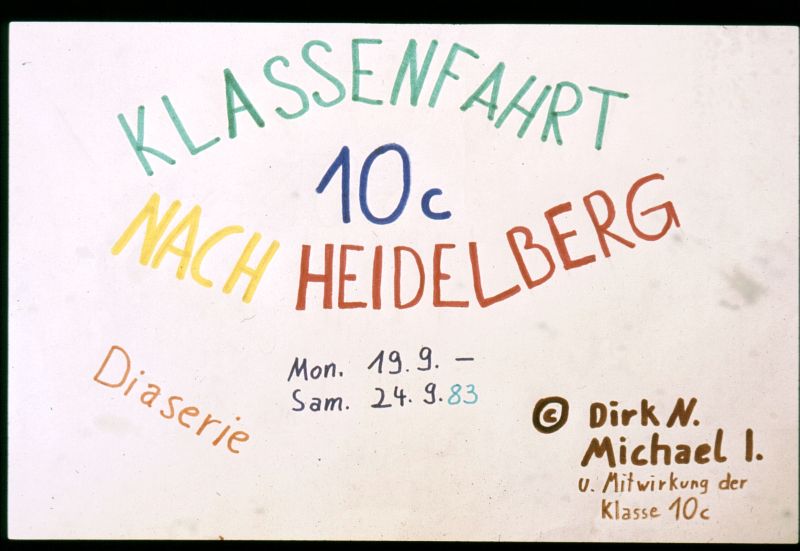 KLASSENFAHRT
10c
NACH HEIDELBERG
Diaserie
Mon. 19.9. –
Sam. 24.9.83
© Dirk N.
Michael I.
u. Mitwirkung der
Klasse 10c